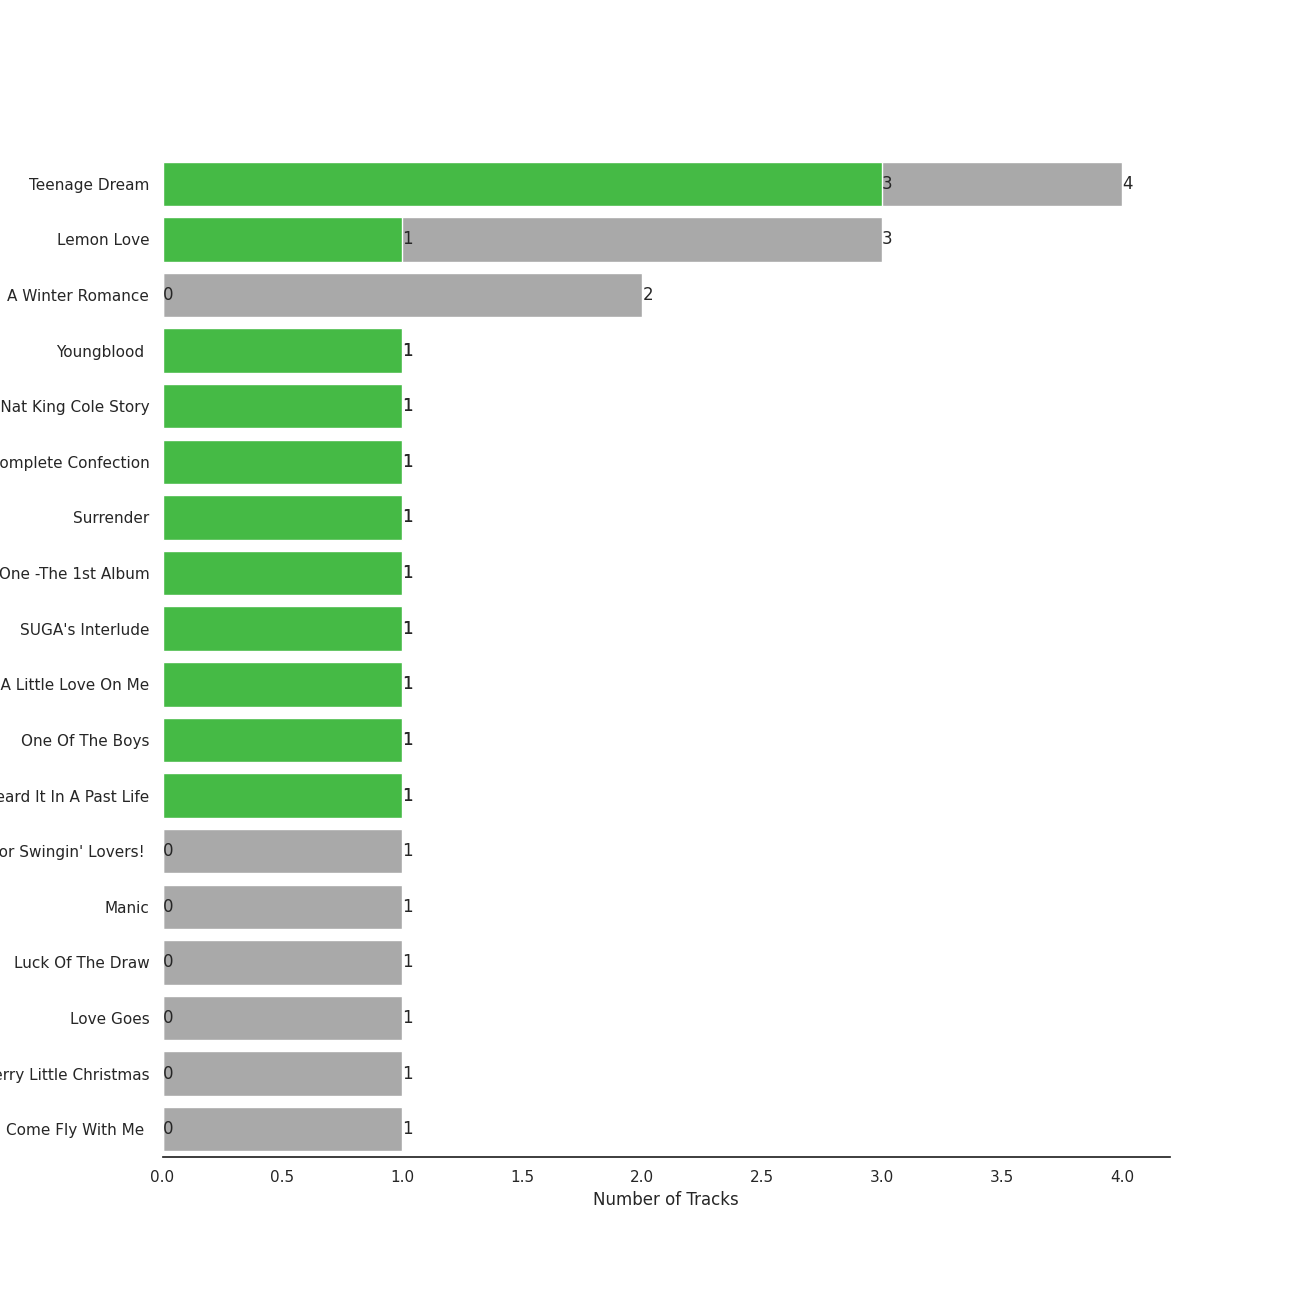 Teenage Dream 3 4
Lemon Love 1 3
A Winter Romance 0 2
Youngblood 1
Nat King Cole Story 1
omplete Confection 1
Surrender 1
One -The 1st Album 1
SUGA's Interlude 1
A Little Love On Me 1
One Of The Boys 1
eard It In A Past Life 1
or Swingin' Lovers! 0 1
Manic 0 1
Luck Of The Draw 0 1
Love Goes 0 1
erry Little Christmas 0 1
Come Fly With Me 0 1
0.0 0.5 1.0 1.5 2.0 2.5 3.0 3.5 4.0
Number of Tracks